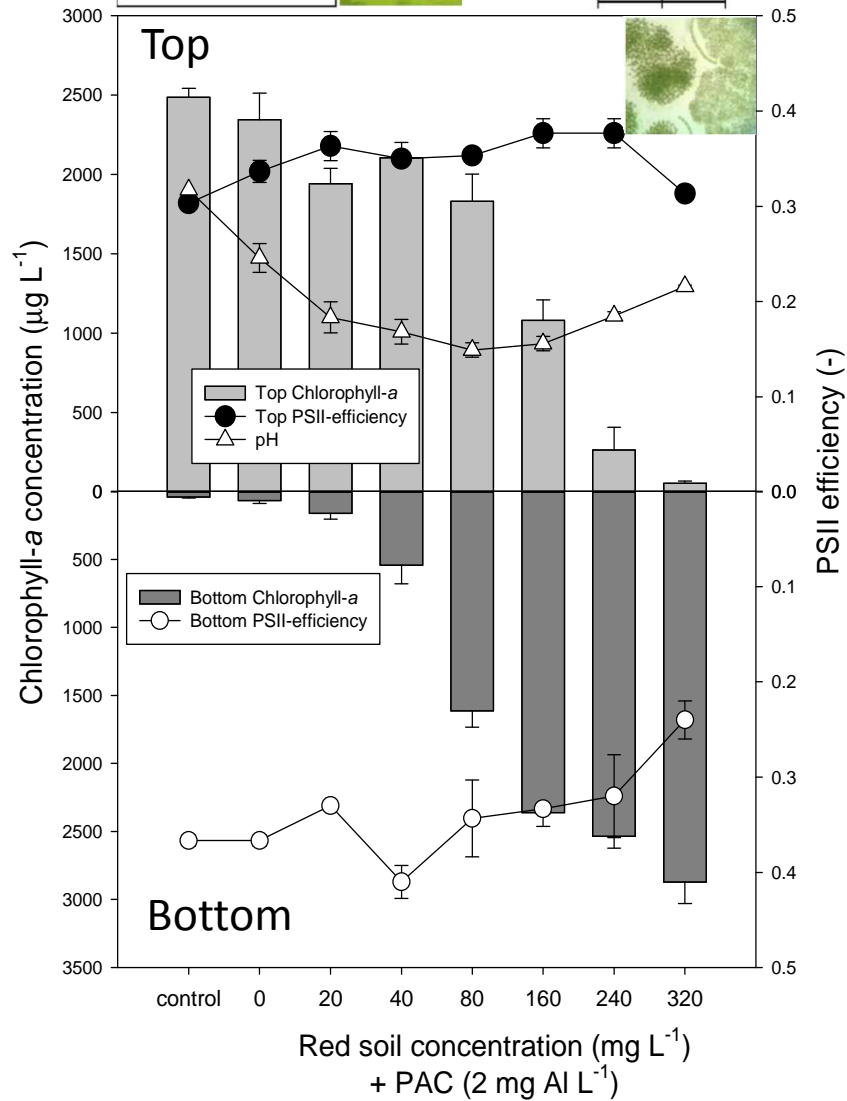 Top
3000
2500
2000
1500
1000
500
0
500
1000
1500
2000
2500
3000
3500
Chlorophyll-a concentration (µg L⁻¹)
0.5
0.4
0.3
0.2
0.1
0.0
0.1
0.2
0.3
0.4
0.5
PSII efficiency (-)
Top Chlorophyll-a
Top PSII-efficiency
pH
Bottom Chlorophyll-a
Bottom PSII-efficiency
Bottom
control 0 20 40 80 160 240 320
Red soil concentration (mg L⁻¹)
+ PAC (2 mg Al L⁻¹)